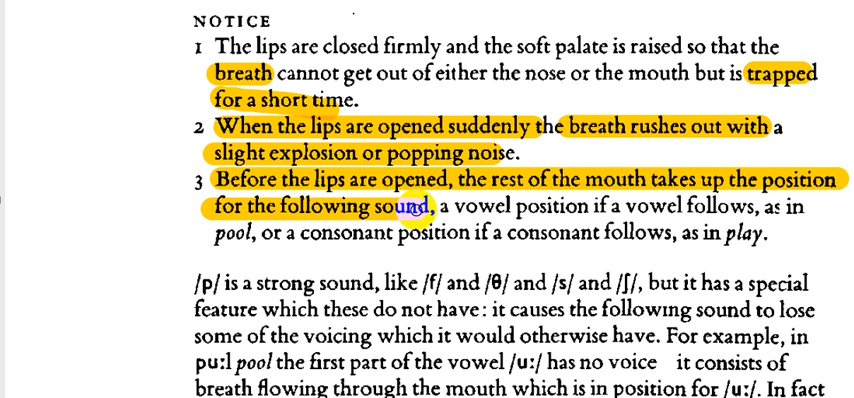 NOTICE
1 The lips are closed firmly and the soft palate is raised so that the
breath cannot get out of either the nose or the mouth but is trapped
for a short time.
2 When the lips are opened suddenly the breath rushes out with a
slight explosion or popping noise.
3 Before the lips are opened, the rest of the mouth takes up the position
for the following sound, a vowel position if a vowel follows, as in
pool, or a consonant position if a consonant follows, as in play.
/p/ is a strong sound, like /f/ and /θ/ and /s/ and /ʃ/, but it has a special
feature which these do not have: it causes the following sound to lose
some of the voicing which it would otherwise have. For example, in
puːl pool the first part of the vowel /uː/ has no voice it consists of
breath flowing through the mouth which is in position for /uː/. In fact